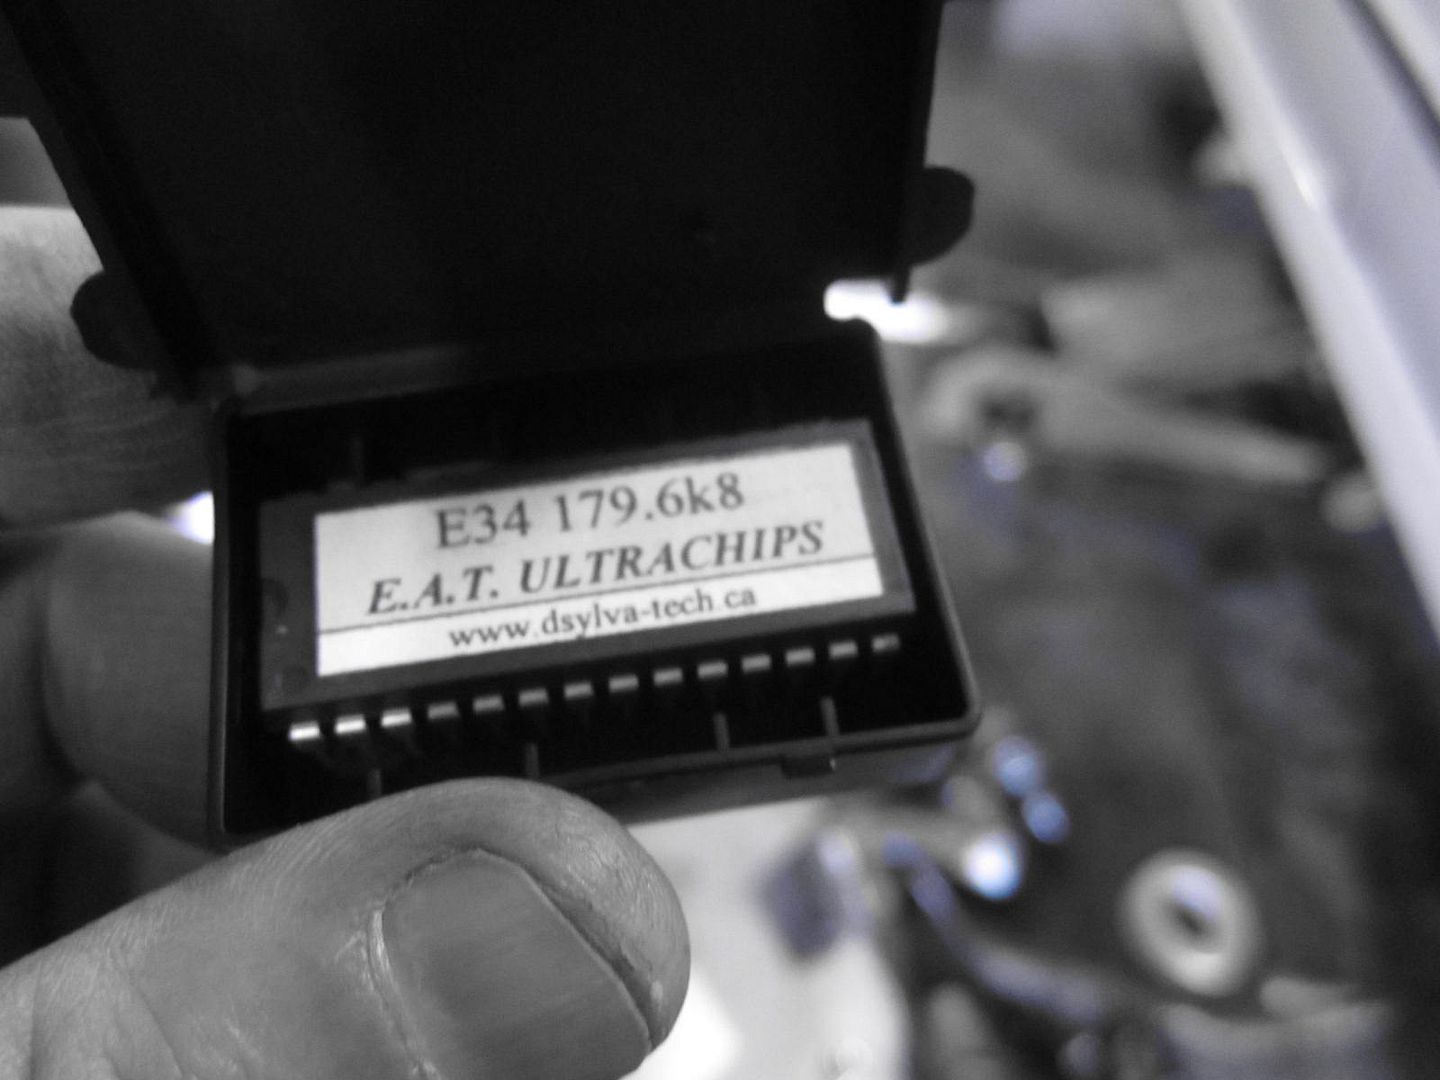 E34 179.6k8
E.A.T. ULTRACHIPS
www.dsylva-tech.ca